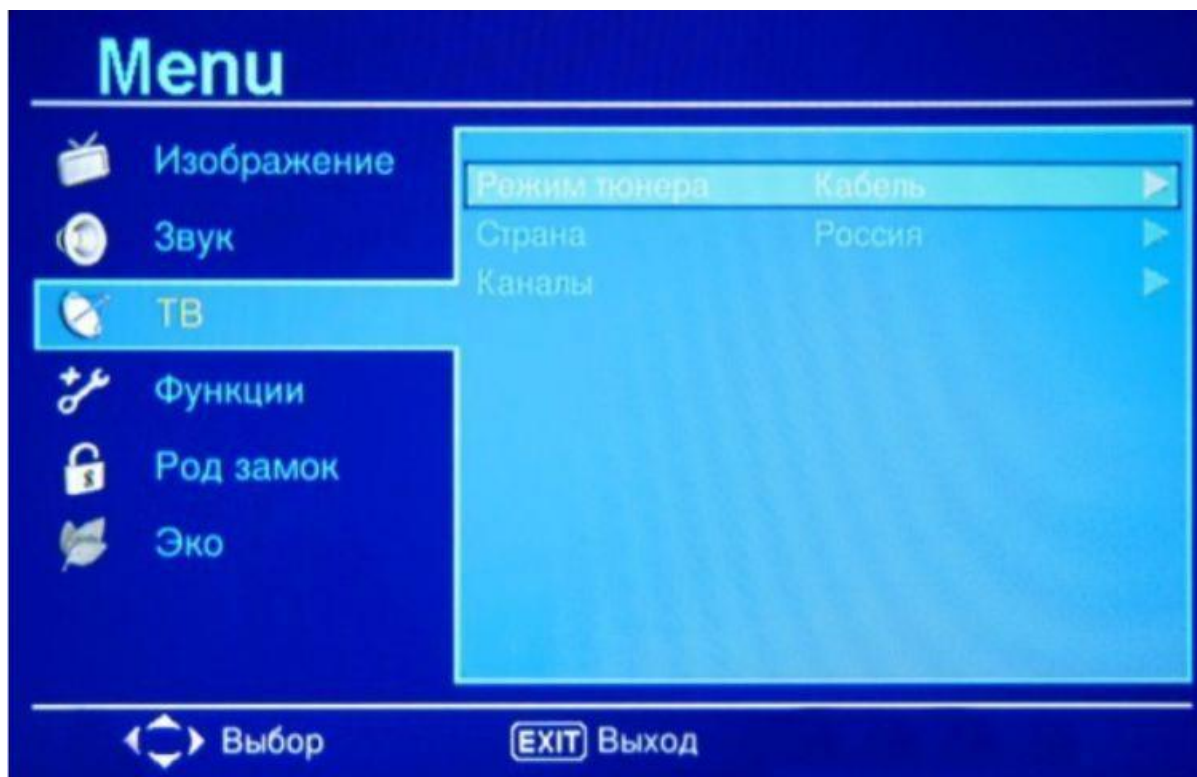 Menu
Изображение
Звук
ТВ
Функции
Род замок
Эко
Режим тюнера Кабель
Страна Россия
Каналы
Выбор EXIT Выход